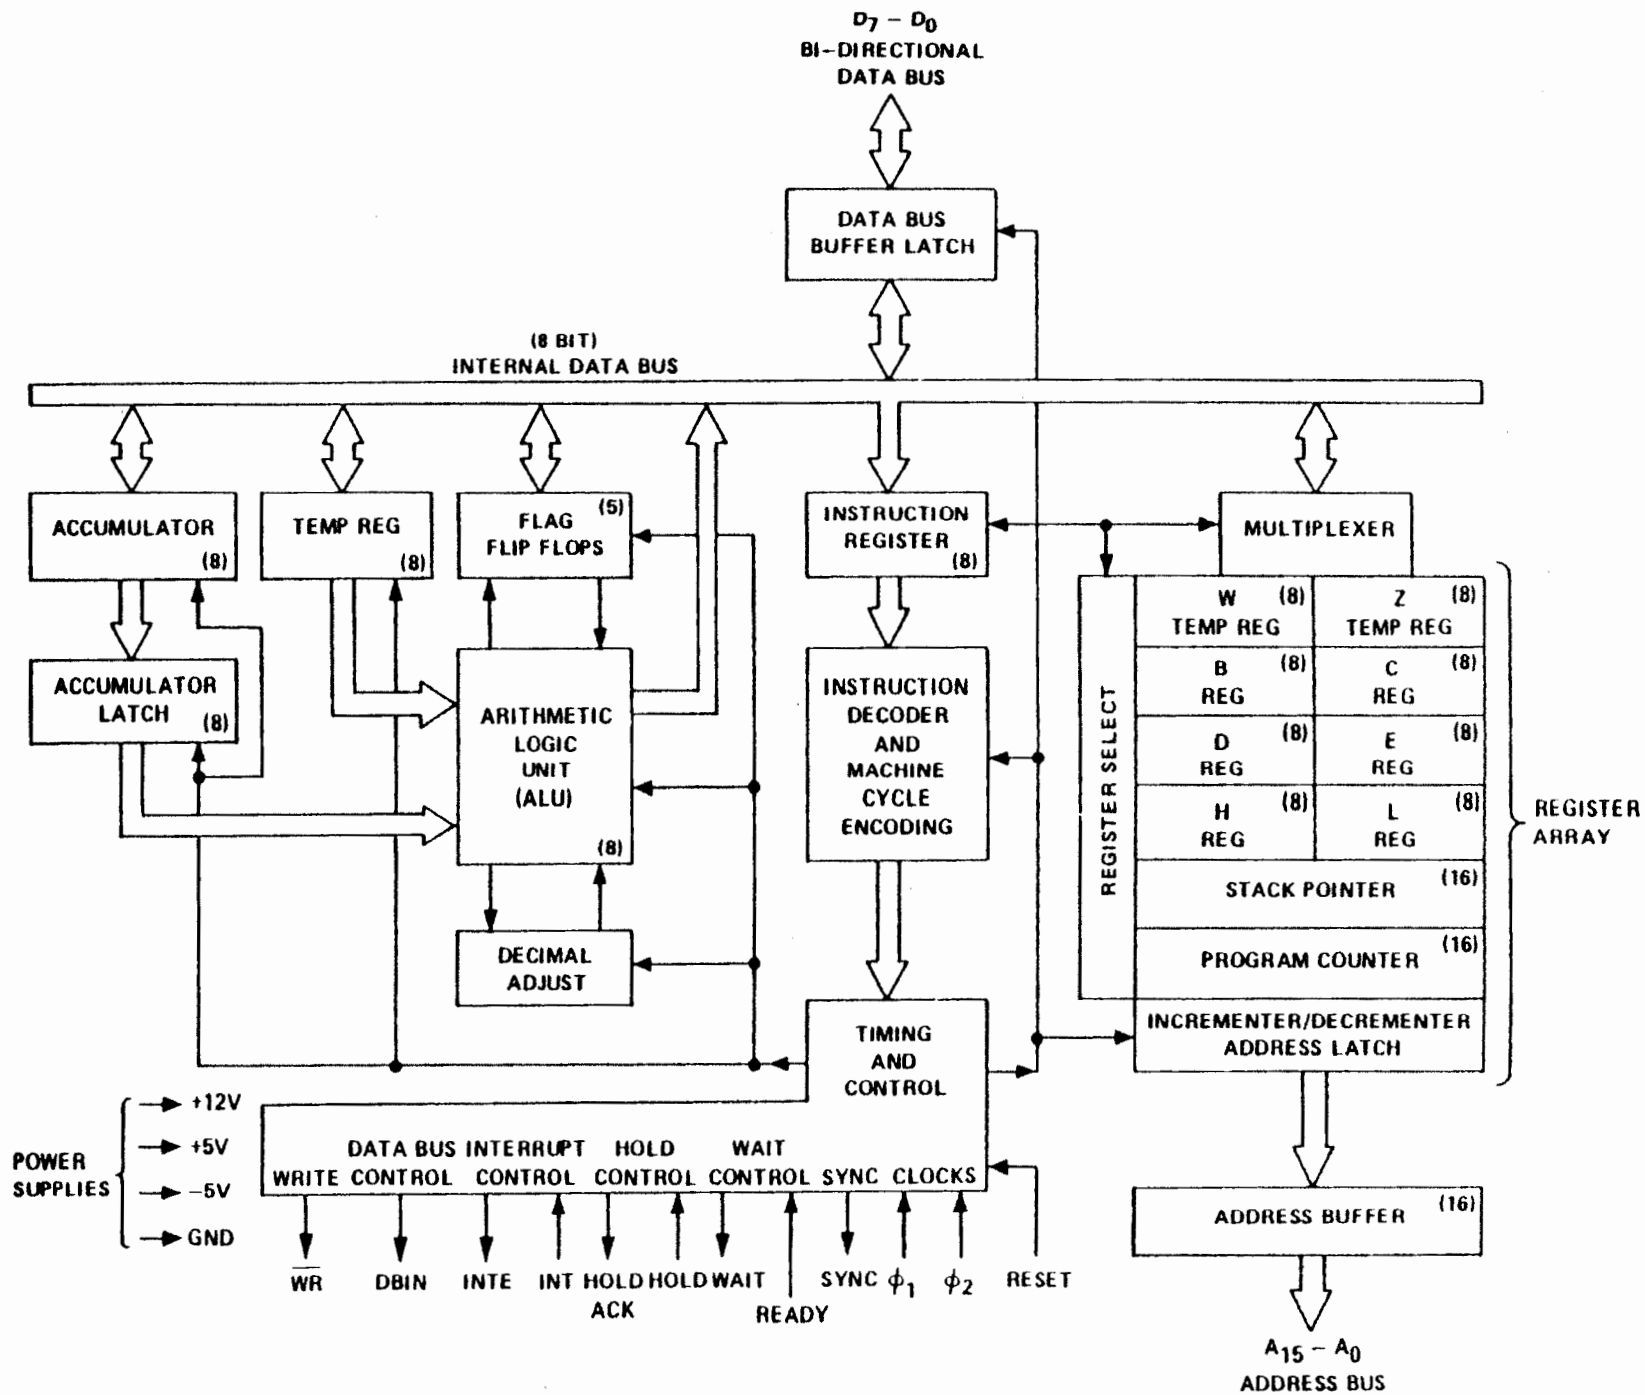 D7 – D0
BI-DIRECTIONAL
DATA BUS
DATA BUS
BUFFER LATCH
(8 BIT)
INTERNAL DATA BUS
ACCUMULATOR
(8)
TEMP REG
(8)
(5)
FLAG
FLIP FLOPS
INSTRUCTION
REGISTER
(8)
MULTIPLEXER
ACCUMULATOR
LATCH
(8)
ARITHMETIC
LOGIC
UNIT
(ALU)
(8)
INSTRUCTION
DECODER
AND
MACHINE
CYCLE
ENCODING
REGISTER SELECT
W (8)
TEMP REG
Z (8)
TEMP REG
B (8)
REG
C (8)
REG
D (8)
REG
E (8)
REG
H (8)
REG
L (8)
REG
STACK POINTER (16)
PROGRAM COUNTER (16)
INCREMENTER/DECREMENTER
ADDRESS LATCH
REGISTER
ARRAY
DECIMAL
ADJUST
TIMING
AND
CONTROL
POWER
SUPPLIES
+12V
+5V
–5V
GND
WRITE
DATA BUS
CONTROL
INTERRUPT
CONTROL
HOLD
CONTROL
WAIT
CONTROL
SYNC
CLOCKS
W̅R̅
DBIN
INTE
INT
HOLD
ACK
HOLD
WAIT
READY
SYNC
ϕ1
ϕ2
RESET
ADDRESS BUFFER (16)
A15 – A0
ADDRESS BUS